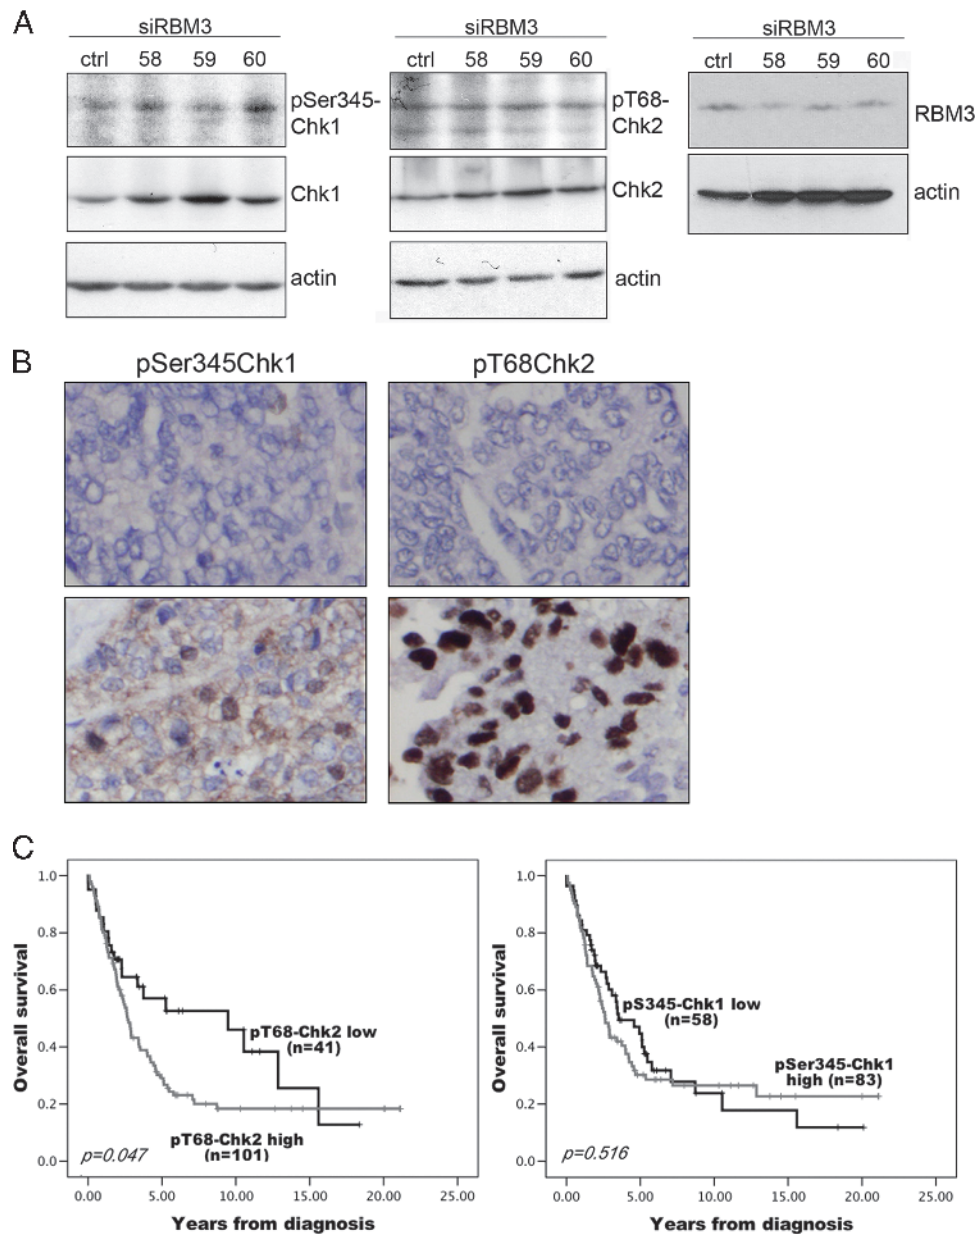 A
siRBM3
ctrl 58 59 60
pSer345-
Chk1
Chk1
actin
siRBM3
ctrl 58 59 60
pT68-
Chk2
Chk2
actin
siRBM3
ctrl 58 59 60
RBM3
actin
B
pSer345Chk1
pT68Chk2
C
Overall survival
1.0
0.8
0.6
0.4
0.2
0.0
pT68-Chk2 low
(n=41)
pT68-Chk2 high
(n=101)
p=0.047
0.00 5.00 10.00 15.00 20.00 25.00
Years from diagnosis
Overall survival
1.0
0.8
0.6
0.4
0.2
0.0
pS345-Chk1 low
(n=58)
pSer345-Chk1
high (n=83)
p=0.516
0.00 5.00 10.00 15.00 20.00 25.00
Years from diagnosis